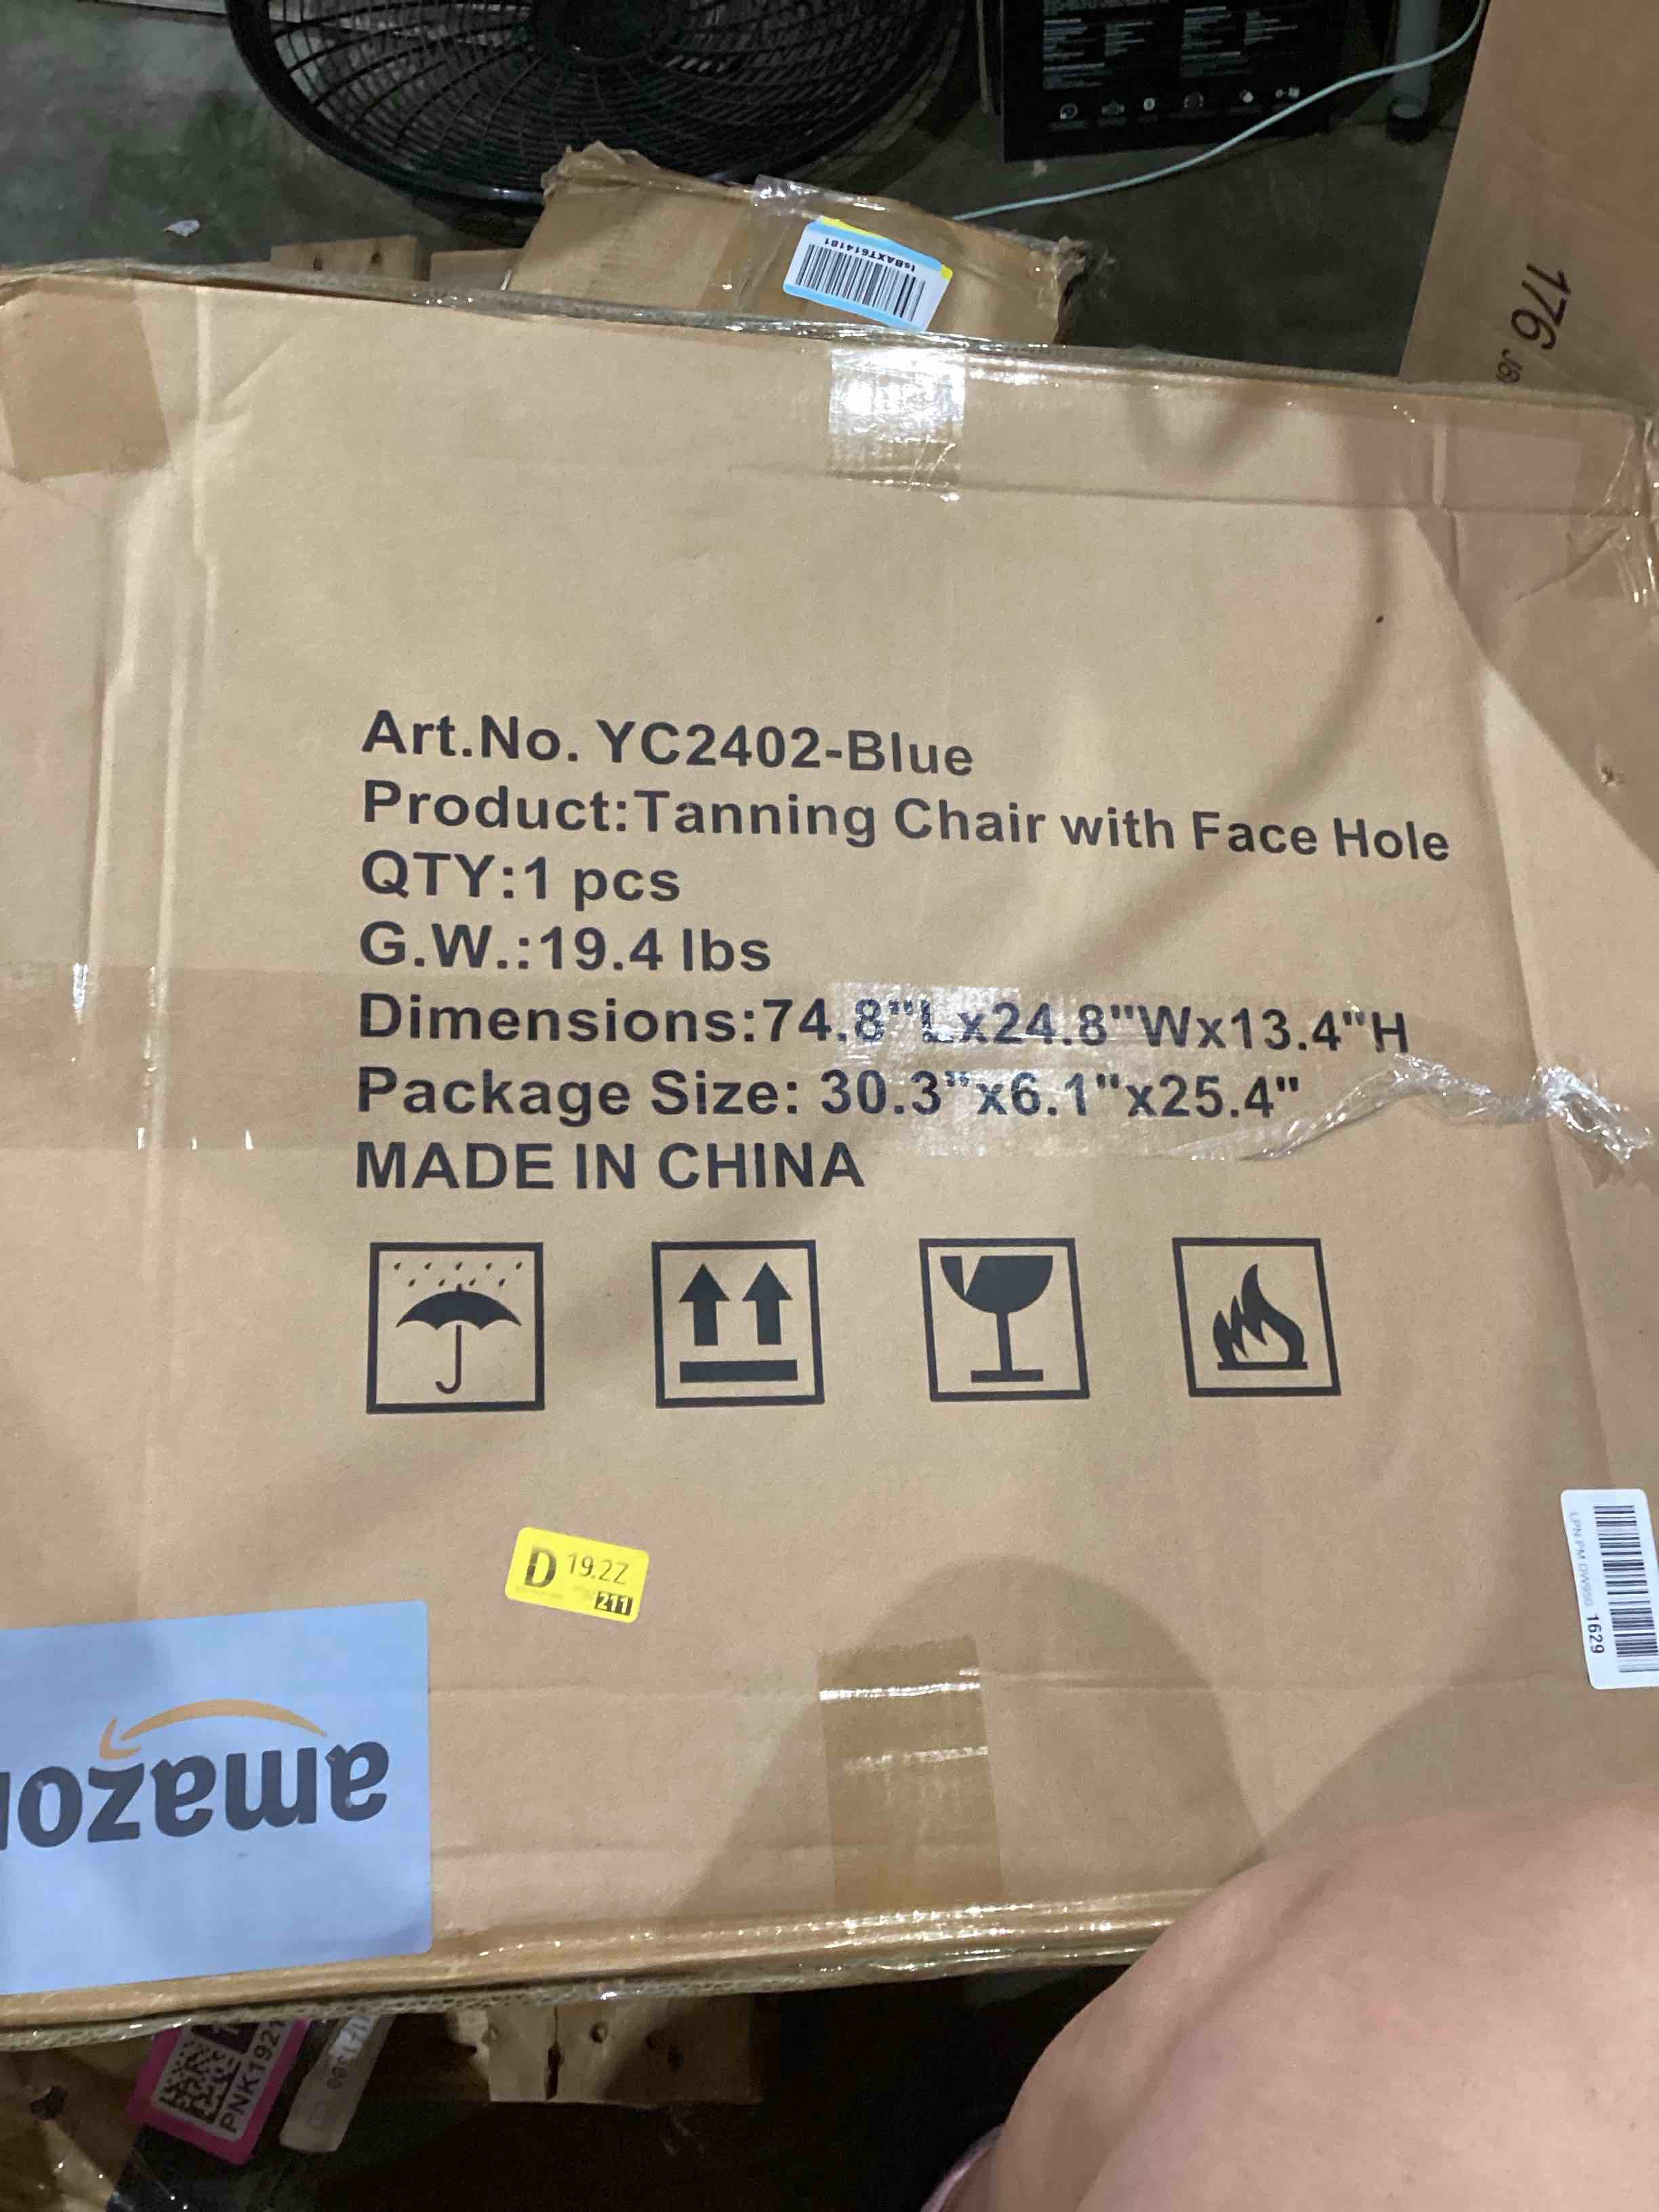 IsBAXT614181
176
Art.No. YC2402-Blue
Product:Tanning Chair with Face Hole
QTY:1 pcs
G.W.:19.4 lbs
Dimensions:74.8"Lx24.8"Wx13.4"H
Package Size: 30.3"x6.1"x25.4"
MADE IN CHINA
D 19.2Z
211
1629
amazon
PNK192